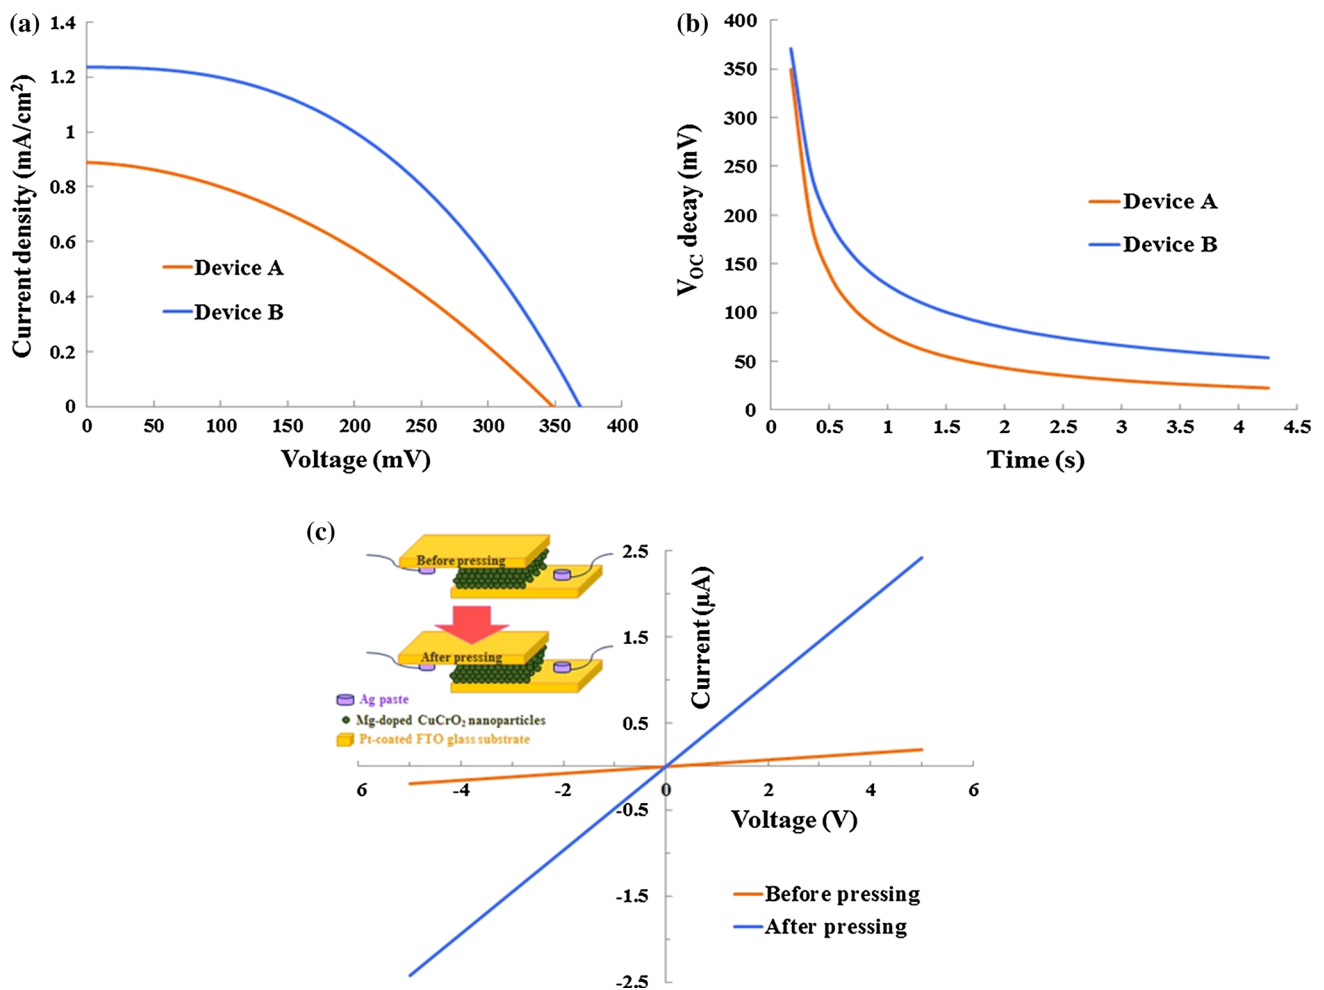 (a)
1.4
1.2
1
0.8
0.6
0.4
0.2
0
Current density (mA/cm²)
Device A
Device B
0 50 100 150 200 250 300 350 400
Voltage (mV)
(b)
400
350
300
250
200
150
100
50
0
V_OC decay (mV)
Device A
Device B
0 0.5 1 1.5 2 2.5 3 3.5 4 4.5
Time (s)
(c)
Before pressing
After pressing
Ag paste
Mg-doped CuCrO₂ nanoparticles
Pt-coated FTO glass substrate
2.5
1.5
0.5
-0.5
-1.5
-2.5
Current (µA)
6 -4 -2 0 2 4 6
Voltage (V)
Before pressing
After pressing